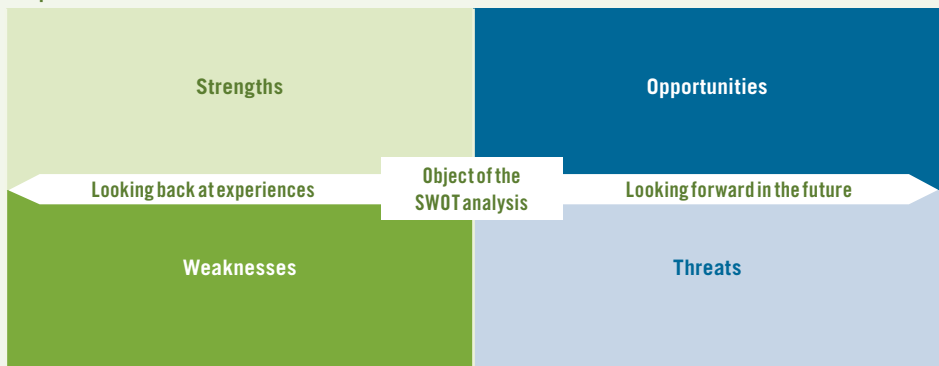 Strengths
Opportunities
Looking back at experiences
Object of the
SWOT analysis
Looking forward in the future
Weaknesses
Threats